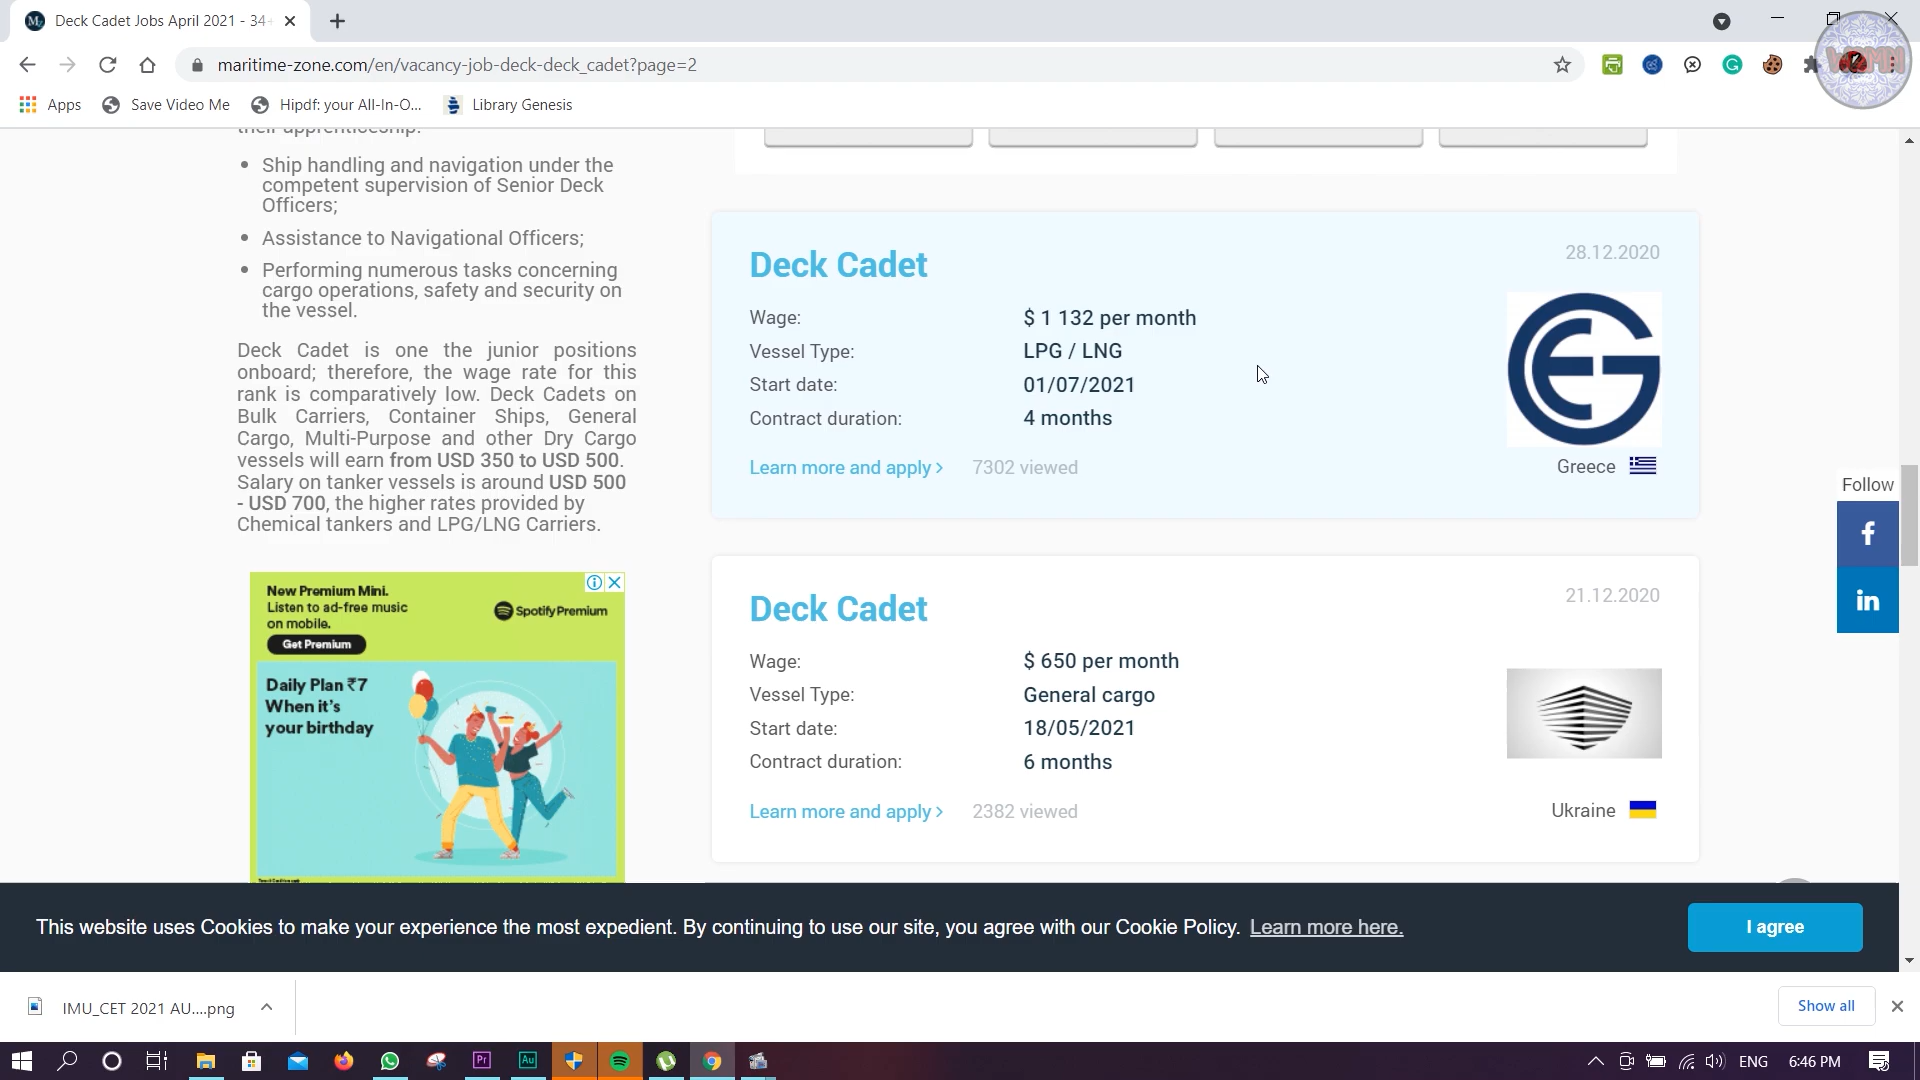 Deck Cadet Jobs April 2021 - 34+
maritime-zone.com/en/vacancy-job-deck-deck_cadet?page=2
Apps
Save Video Me
Hipdf: your All-In-O...
Library Genesis
their apprenticeship:
Ship handling and navigation under the
competent supervision of Senior Deck
Officers;
Assistance to Navigational Officers;
Performing numerous tasks concerning
cargo operations, safety and security on
the vessel.
Deck Cadet is one the junior positions
onboard; therefore, the wage rate for this
rank is comparatively low. Deck Cadets on
Bulk Carriers, Container Ships, General
Cargo, Multi-Purpose and other Dry Cargo
vessels will earn from USD 350 to USD 500.
Salary on tanker vessels is around USD 500
- USD 700, the higher rates provided by
Chemical tankers and LPG/LNG Carriers.
New Premium Mini.
Listen to ad-free music
on mobile.
Get Premium
Spotify Premium
Daily Plan ₹7
When it's
your birthday
Deck Cadet
28.12.2020
Wage: $ 1 132 per month
Vessel Type: LPG / LNG
Start date: 01/07/2021
Contract duration: 4 months
Learn more and apply > 7302 viewed
Greece
Deck Cadet
21.12.2020
Wage: $ 650 per month
Vessel Type: General cargo
Start date: 18/05/2021
Contract duration: 6 months
Learn more and apply > 2382 viewed
Ukraine
Follow
f
in
This website uses Cookies to make your experience the most expedient. By continuing to use our site, you agree with our Cookie Policy. Learn more here.
I agree
IMU_CET 2021 AU....png
Show all
Pr
Au
ENG
6:46 PM